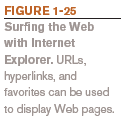 FIGURE 1-25
Surfing the Web
with Internet
Explorer. URLs,
hyperlinks, and
favorites can be used
to display Web pages.